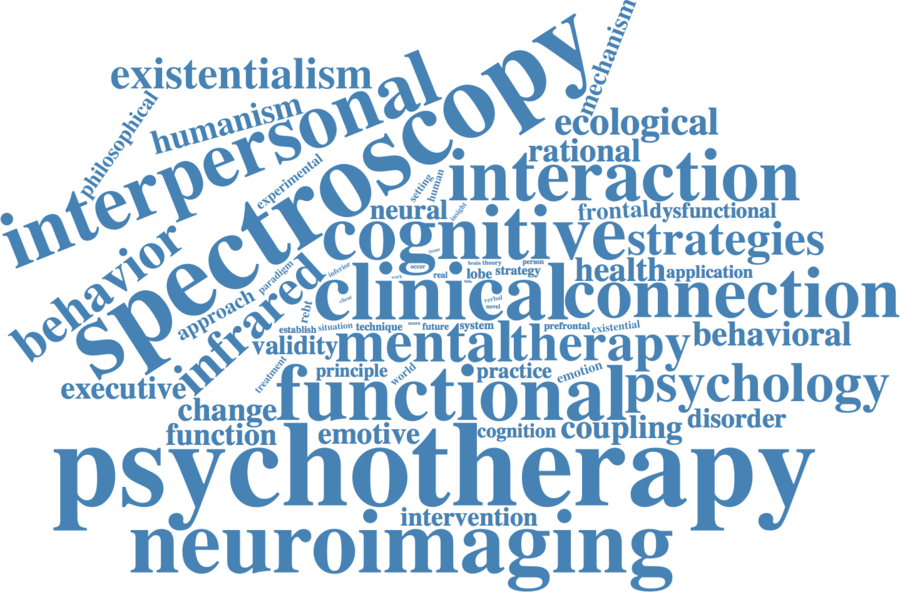 mechanism
existentialism
philosophical
humanism
interpersonal
spectroscopy
ecological
rational
experimental
setting
human
interaction
neural
insight
frontal
dysfunctional
behavior
cognitive
strategies
brain theory
person
occur
work
real
lobe
strategy
health
application
paradigm
inferior
approach
infrared
client
clinical
verbal
novel
connection
rebt
establish
situation
technique
more
future
system
prefrontal
existential
behavioral
validity
mental
therapy
executive
treatment
principle
world
practice
emotion
psychology
change
functional
disorder
function
emotive
cognition
coupling
psychotherapy
intervention
neuroimaging